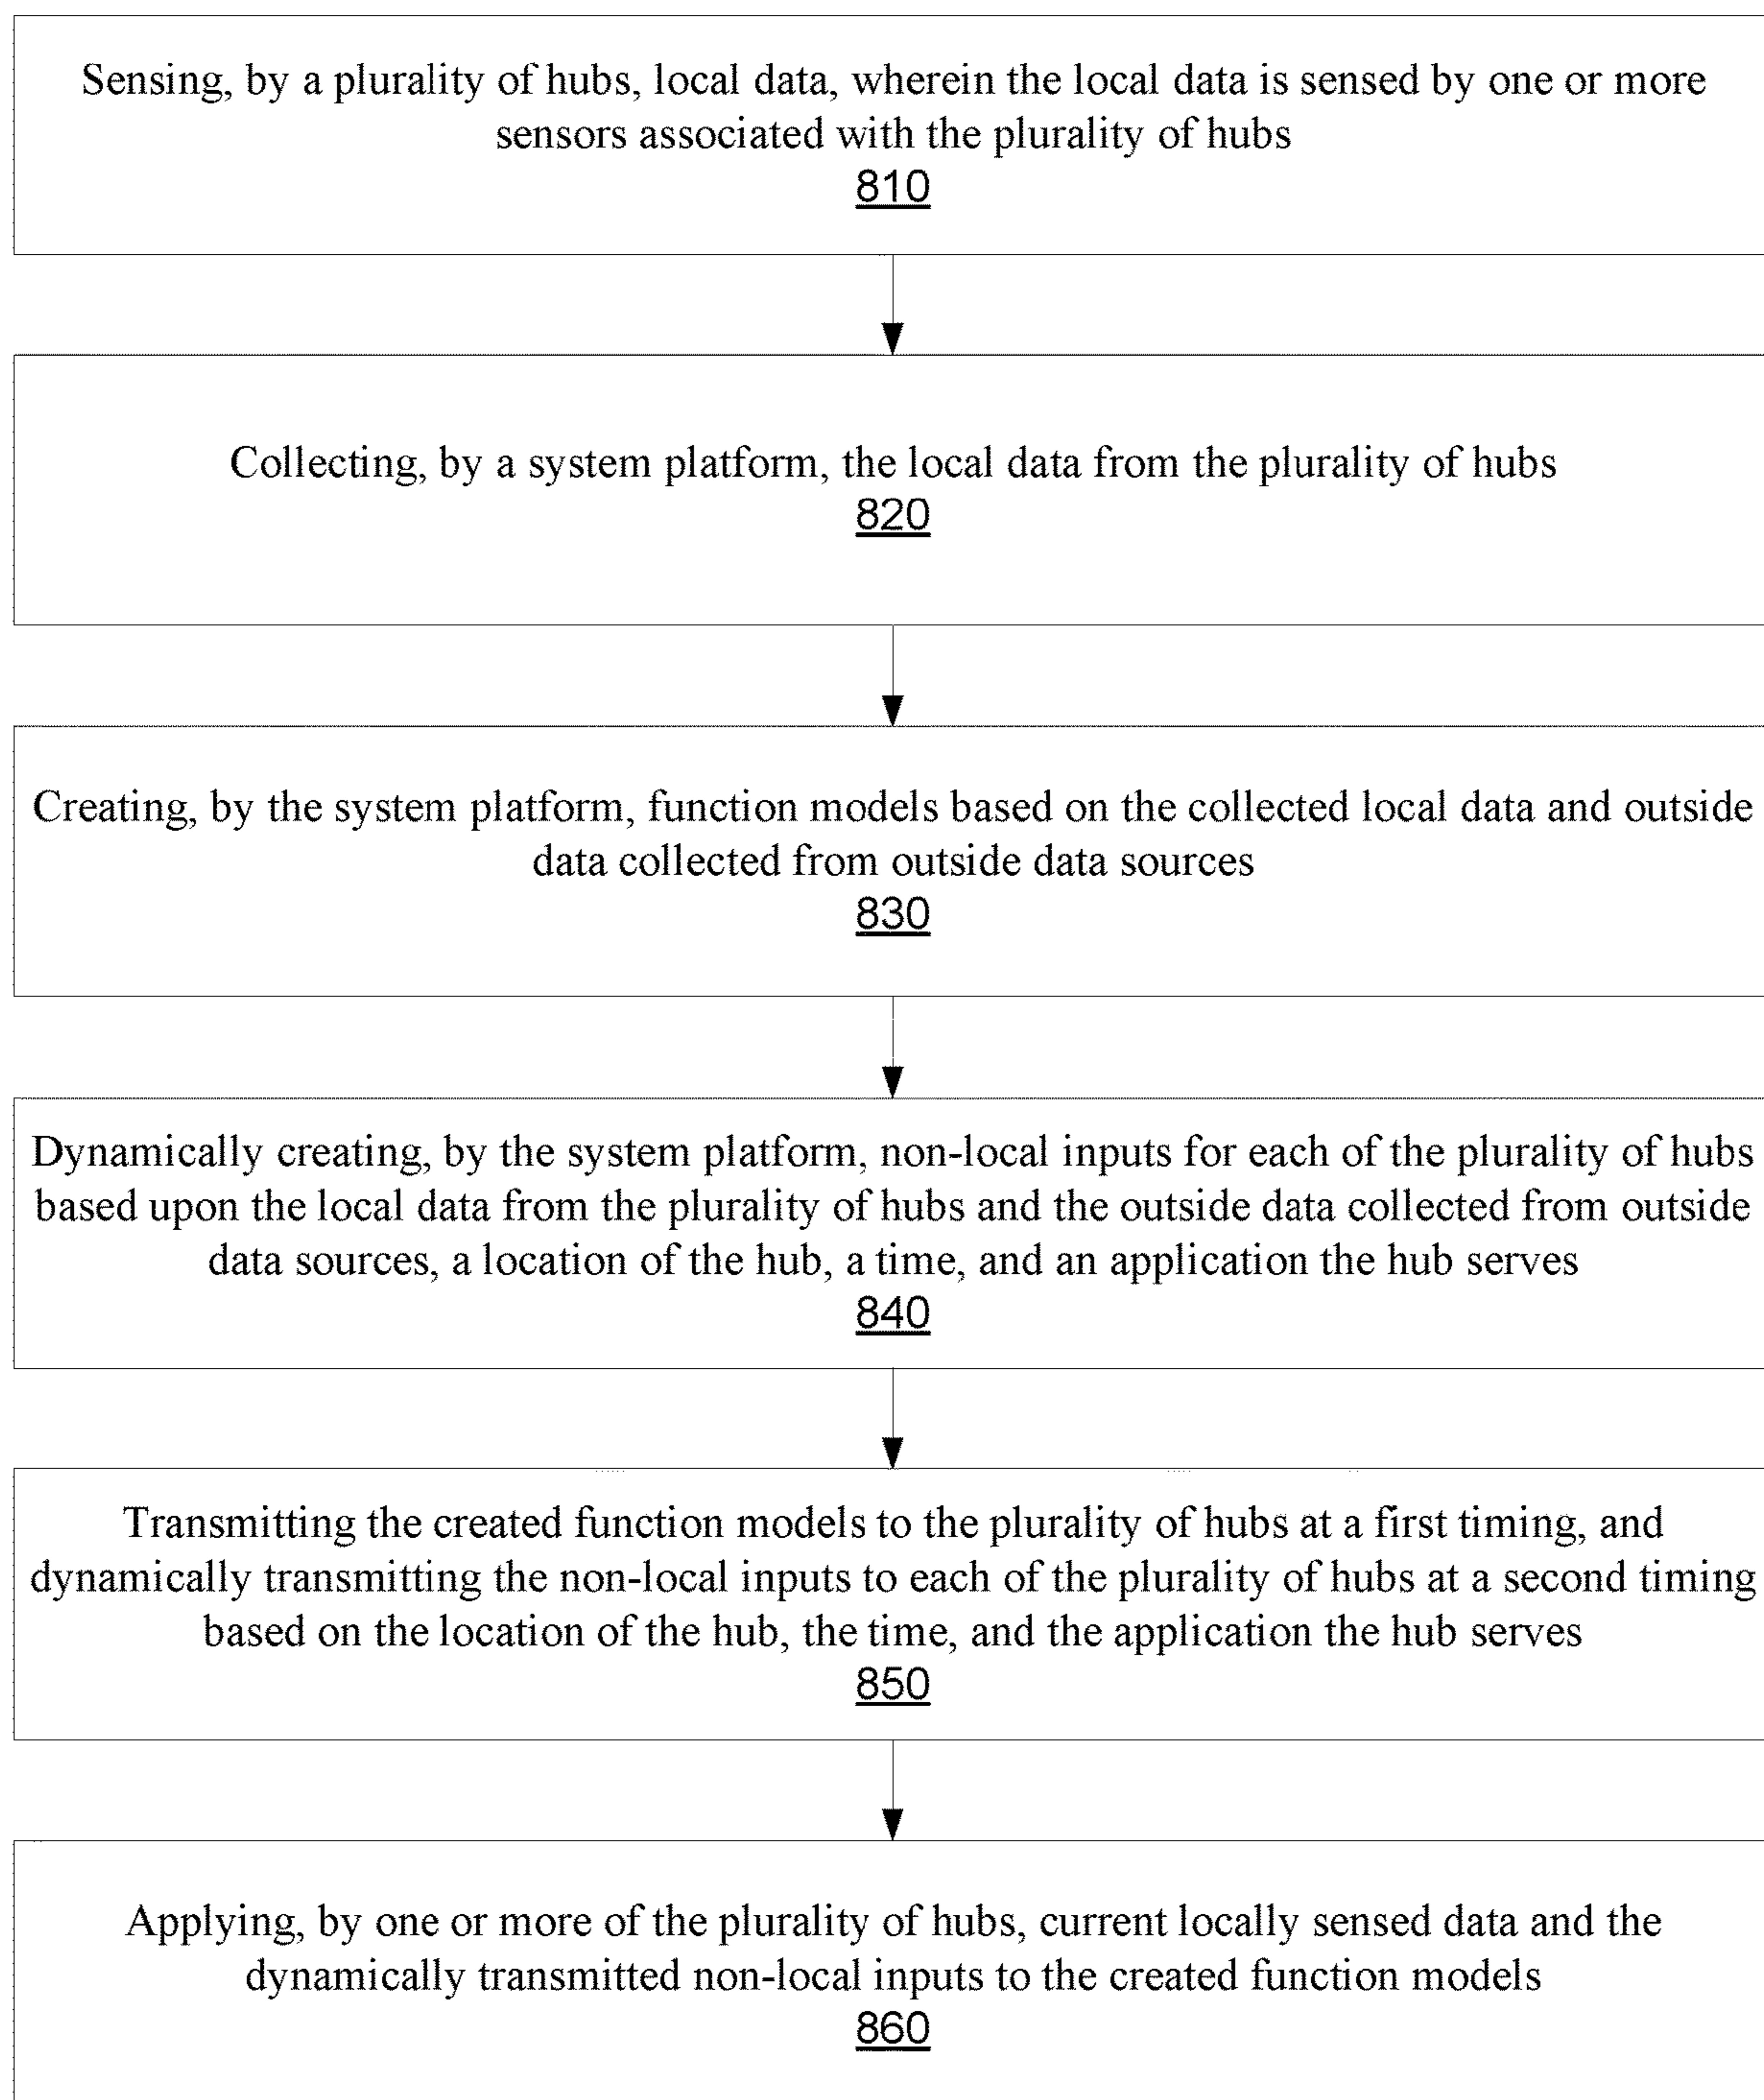 Sensing, by a plurality of hubs, local data, wherein the local data is sensed by one or more
sensors associated with the plurality of hubs
810
Collecting, by a system platform, the local data from the plurality of hubs
820
Creating, by the system platform, function models based on the collected local data and outside
data collected from outside data sources
830
Dynamically creating, by the system platform, non-local inputs for each of the plurality of hubs
based upon the local data from the plurality of hubs and the outside data collected from outside
data sources, a location of the hub, a time, and an application the hub serves
840
Transmitting the created function models to the plurality of hubs at a first timing, and
dynamically transmitting the non-local inputs to each of the plurality of hubs at a second timing
based on the location of the hub, the time, and the application the hub serves
850
Applying, by one or more of the plurality of hubs, current locally sensed data and the
dynamically transmitted non-local inputs to the created function models
860